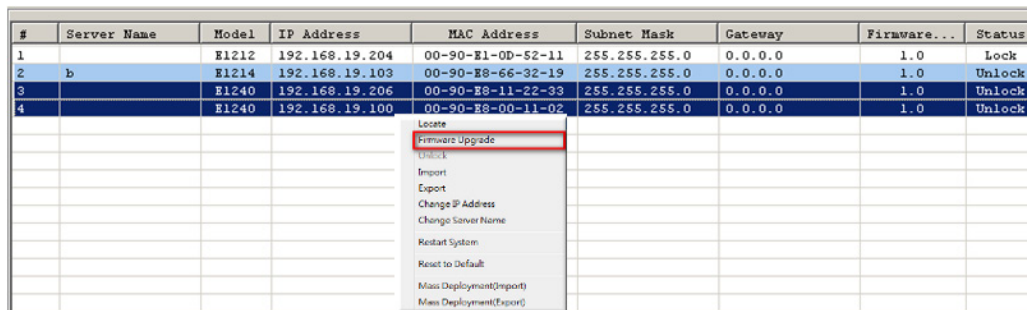 # Server Name Model IP Address MAC Address Subnet Mask Gateway Firmware... Status
1 E1212 192.168.19.204 00-90-E1-0D-52-11 255.255.255.0 0.0.0.0 1.0 Lock
2 b E1214 192.168.19.103 00-90-E8-66-32-19 255.255.255.0 0.0.0.0 1.0 Unlock
3 E1240 192.168.19.206 00-90-E8-11-22-33 255.255.255.0 0.0.0.0 1.0 Unlock
4 E1240 192.168.19.100 00-90-E8-00-11-02 255.255.255.0 0.0.0.0 1.0 Unlock
Locate
Firmware Upgrade
Unlock
Import
Export
Change IP Address
Change Server Name
Restart System
Reset to Default
Mass Deployment(Import)
Mass Deployment(Export)